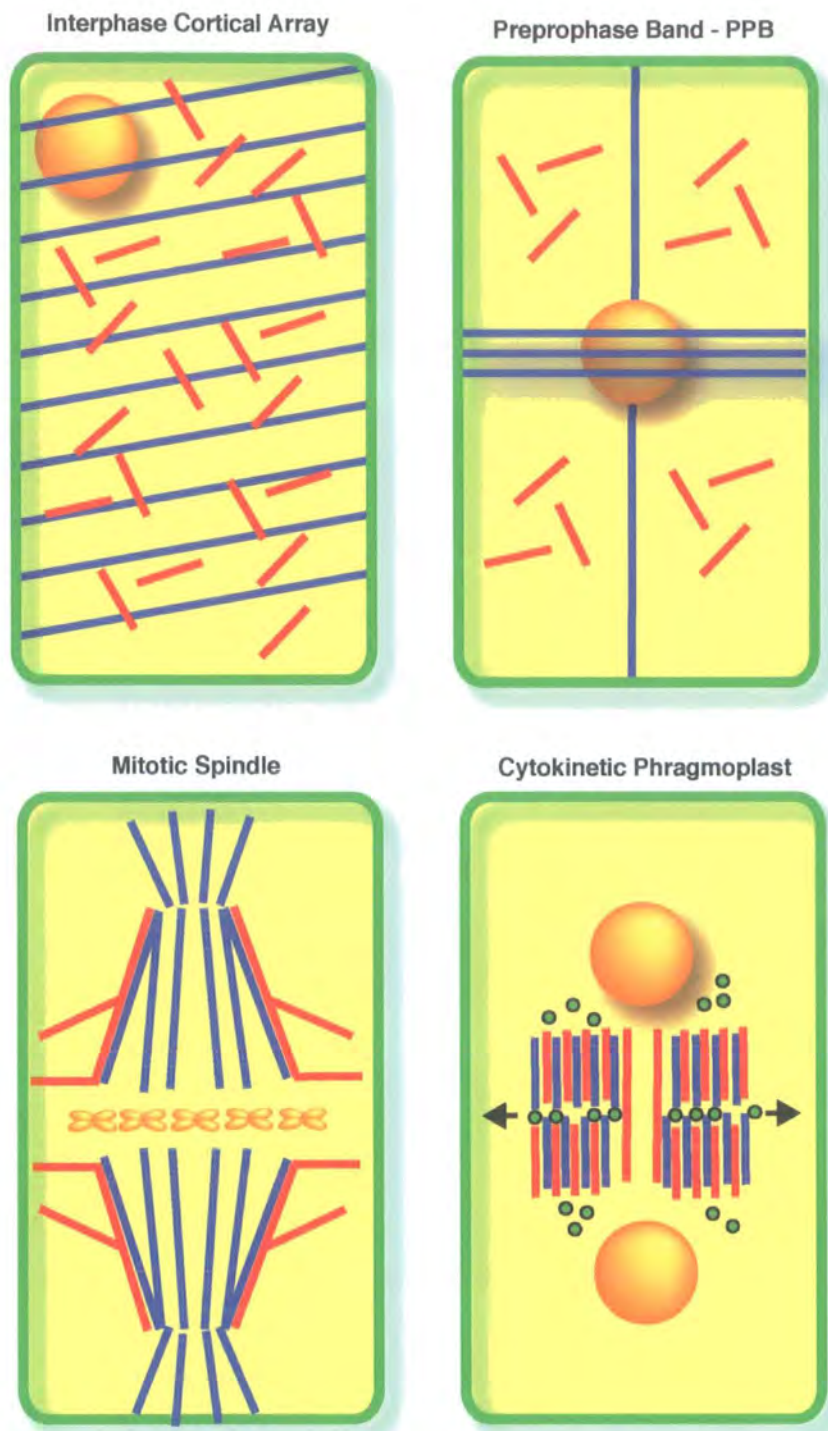 Interphase Cortical Array
Preprophase Band - PPB
Mitotic Spindle
Cytokinetic Phragmoplast